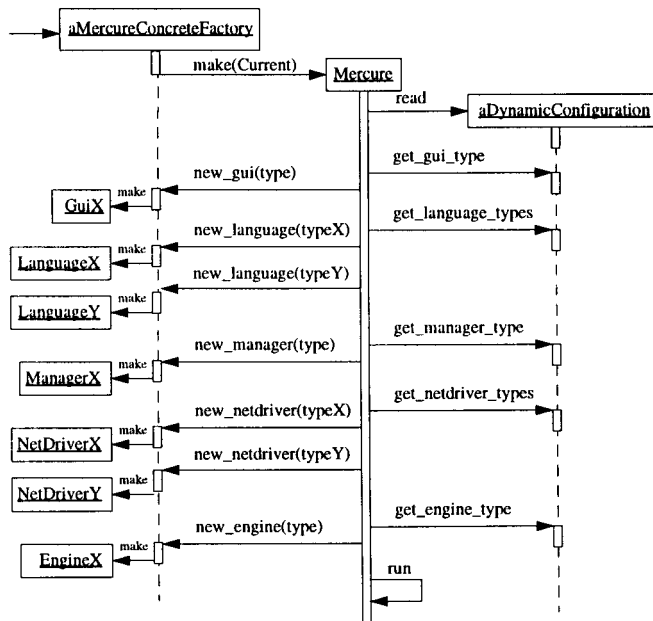 aMercureConcreteFactory
make(Current)
Mercure
read
aDynamicConfiguration
get_gui_type
new_gui(type)
make
GuiX
get_language_types
new_language(typeX)
make
LanguageX
new_language(typeY)
make
LanguageY
get_manager_type
new_manager(type)
make
ManagerX
get_netdriver_types
new_netdriver(typeX)
make
NetDriverX
new_netdriver(typeY)
make
NetDriverY
get_engine_type
new_engine(type)
make
EngineX
run